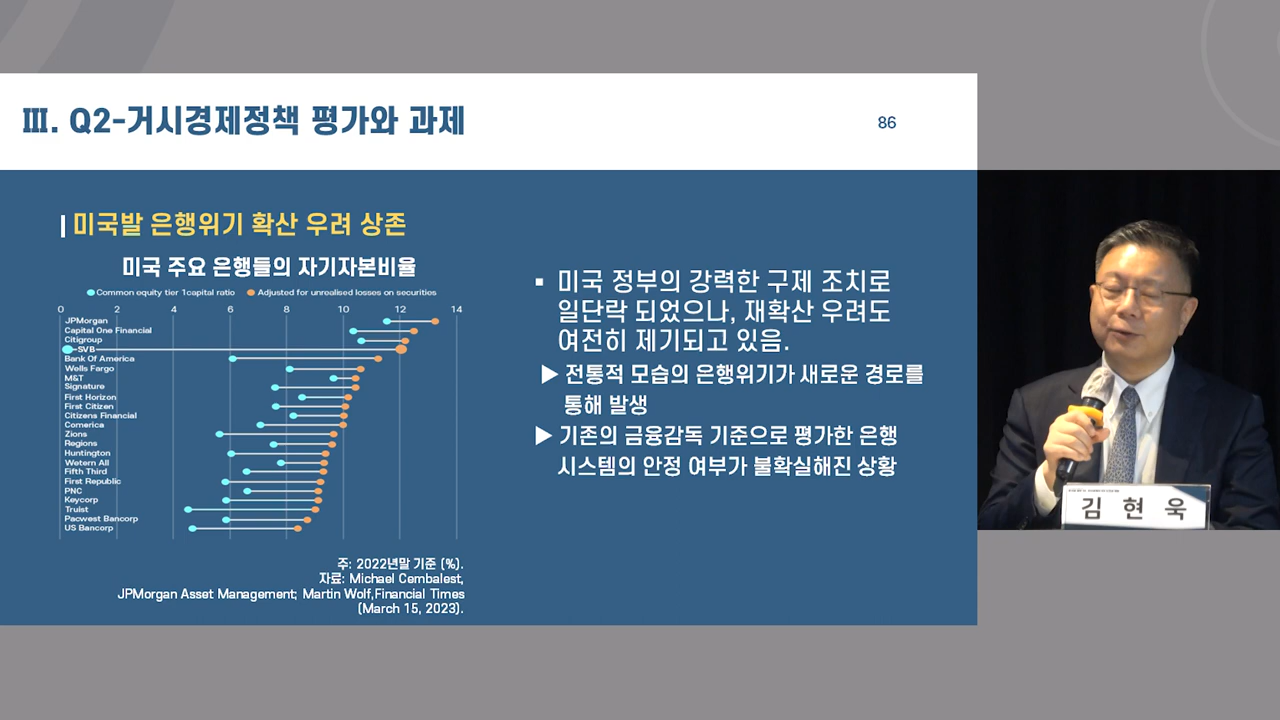 Ⅲ. Q2-거시경제정책 평가와 과제
86
미국발 은행위기 확산 우려 상존
미국 주요 은행들의 자기자본비율
Common equity tier 1capital ratio
Adjusted for unrealised losses on securities
0 2 4 6 8 10 12 14
JPMorgan
Capital One Financial
Citigroup
SVB
Bank Of America
Wells Fargo
M&T
Signature
First Horizon
First Citizen
Citizens Financial
Comerica
Zions
Regions
Huntington
Wetern All
Fifth Third
First Republic
PNC
Keycorp
Truist
Pacwest Bancorp
US Bancorp
주: 2022년말 기준 (%).
자료: Michael Cembalest,
JPMorgan Asset Management; Martin Wolf,Financial Times
(March 15, 2023).
▪ 미국 정부의 강력한 구제 조치로
일단락 되었으나, 재확산 우려도
여전히 제기되고 있음.
▶ 전통적 모습의 은행위기가 새로운 경로를
통해 발생
▶ 기존의 금융감독 기준으로 평가한 은행
시스템의 안정 여부가 불확실해진 상황
김 현 욱